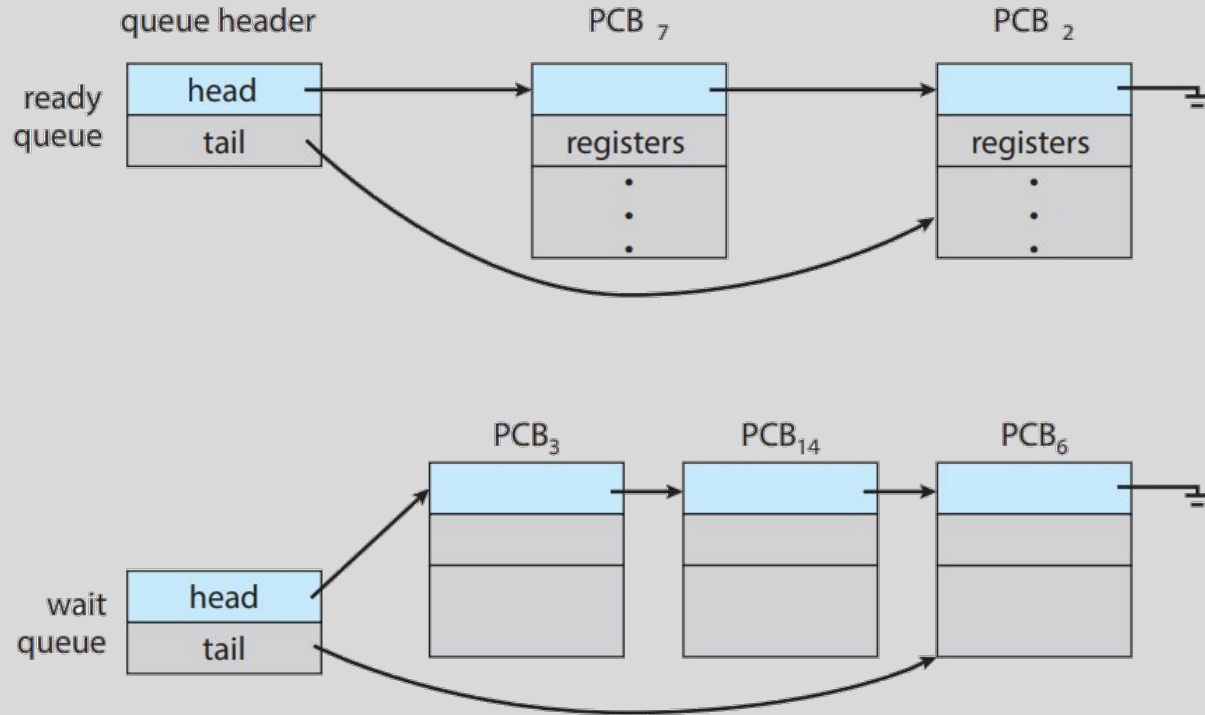 queue header
PCB 7
PCB 2
ready
queue
head
tail
registers
registers
PCB3
PCB14
PCB6
wait
queue
head
tail